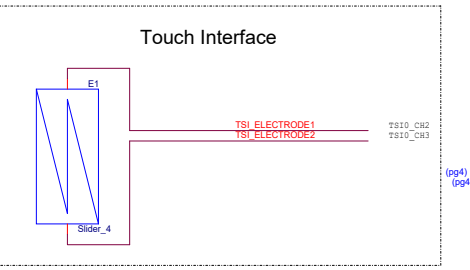 Touch Interface
E1
TSI_ELECTRODE1 TSI0_CH2
TSI_ELECTRODE2 TSI0_CH3
(pg4)
(pg4
Slider_4